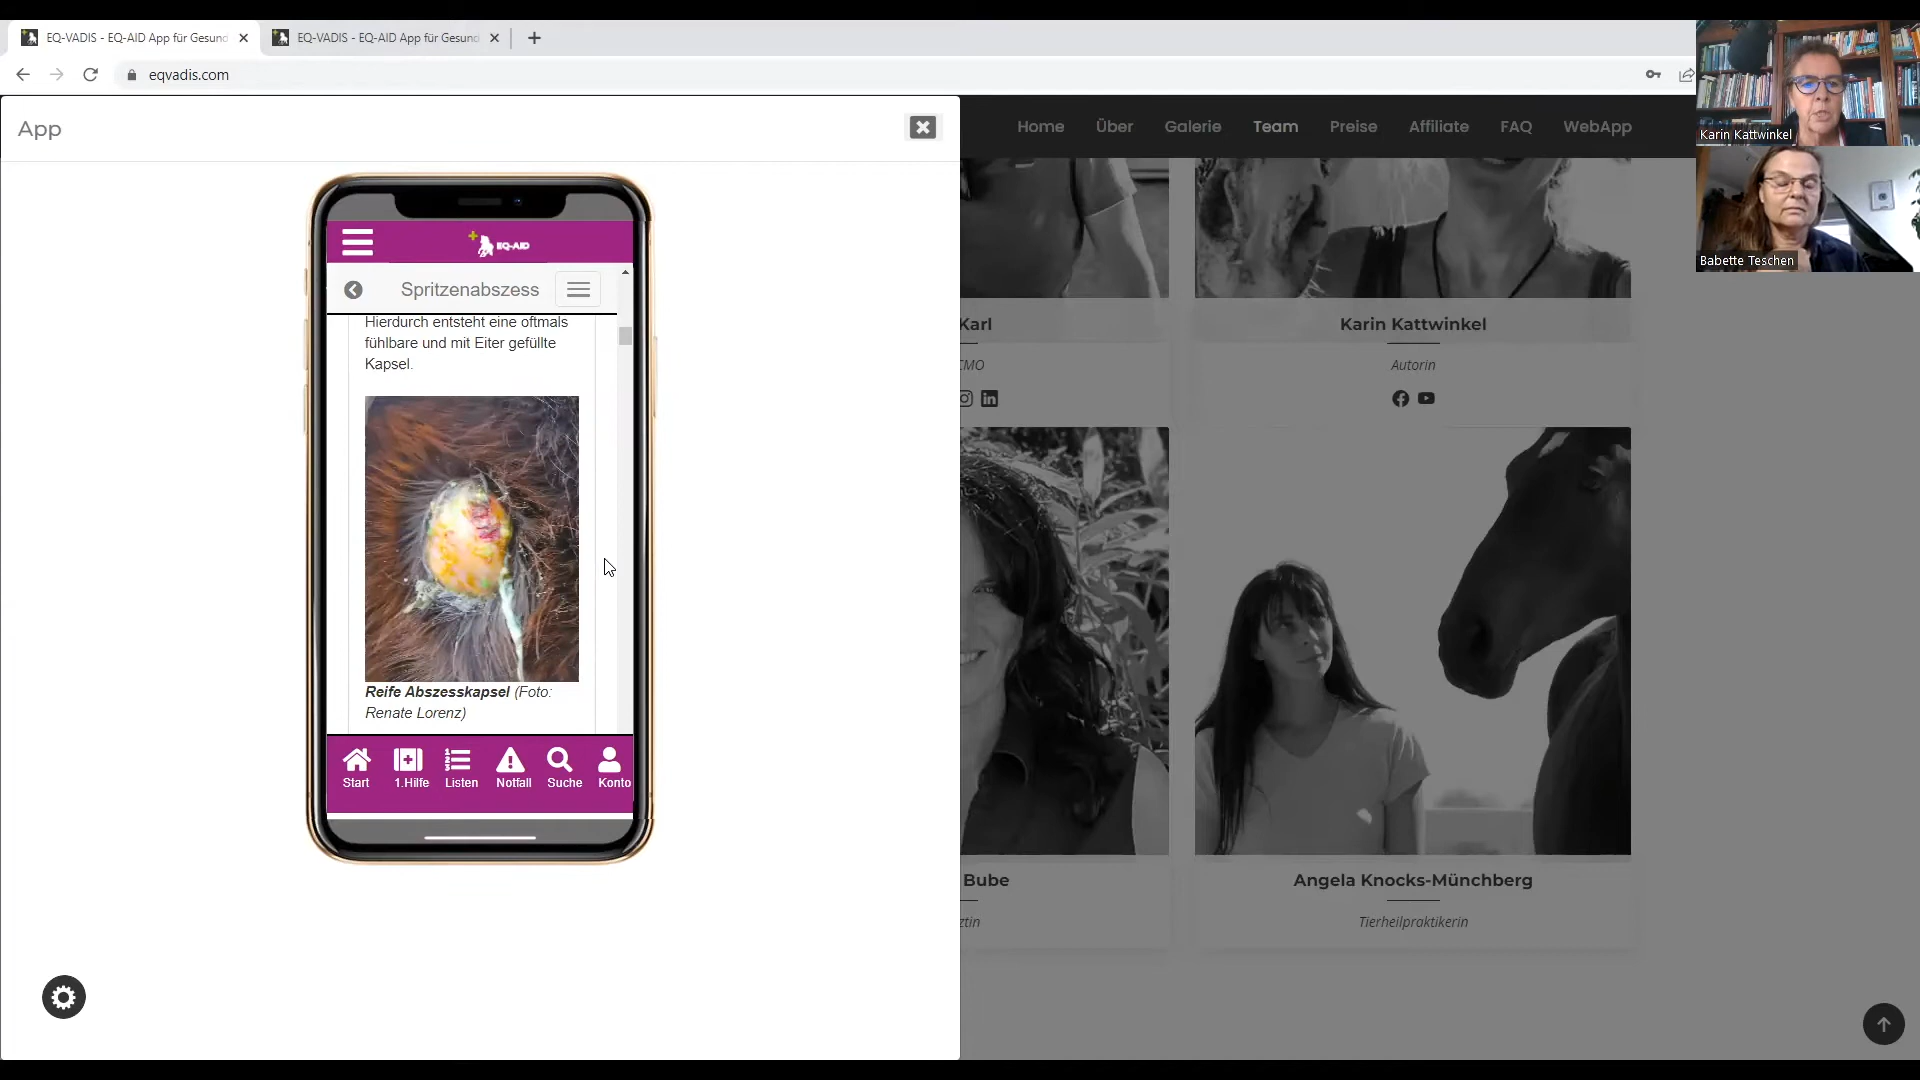 EQ-VADIS - EQ-AID App für Gesund
EQ-VADIS - EQ-AID App für Gesund
eqvadis.com
App
Home Über Galerie Team Preise Affiliate FAQ WebApp
Karin Kattwinkel
Babette Teschen
EQ-AID
Spritzenabszess
Hierdurch entsteht eine oftmals
fühlbare und mit Eiter gefüllte
Kapsel.
Reife Abszesskapsel (Foto:
Renate Lorenz)
Start 1.Hilfe Listen Notfall Suche Konto
Karl
CMO
Karin Kattwinkel
Autorin
Bube
ztin
Angela Knocks-Münchberg
Tierheilpraktikerin